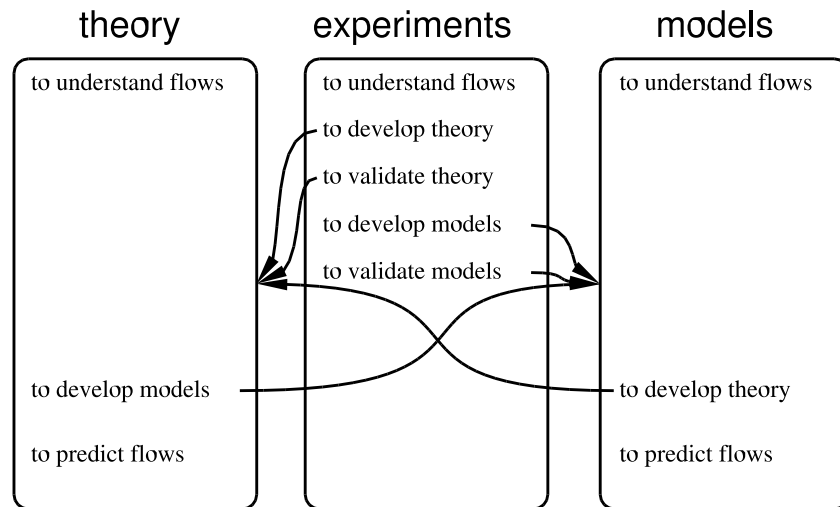 theory
to understand flows
to develop models
to predict flows
experiments
to understand flows
to develop theory
to validate theory
to develop models
to validate models
models
to understand flows
to develop theory
to predict flows